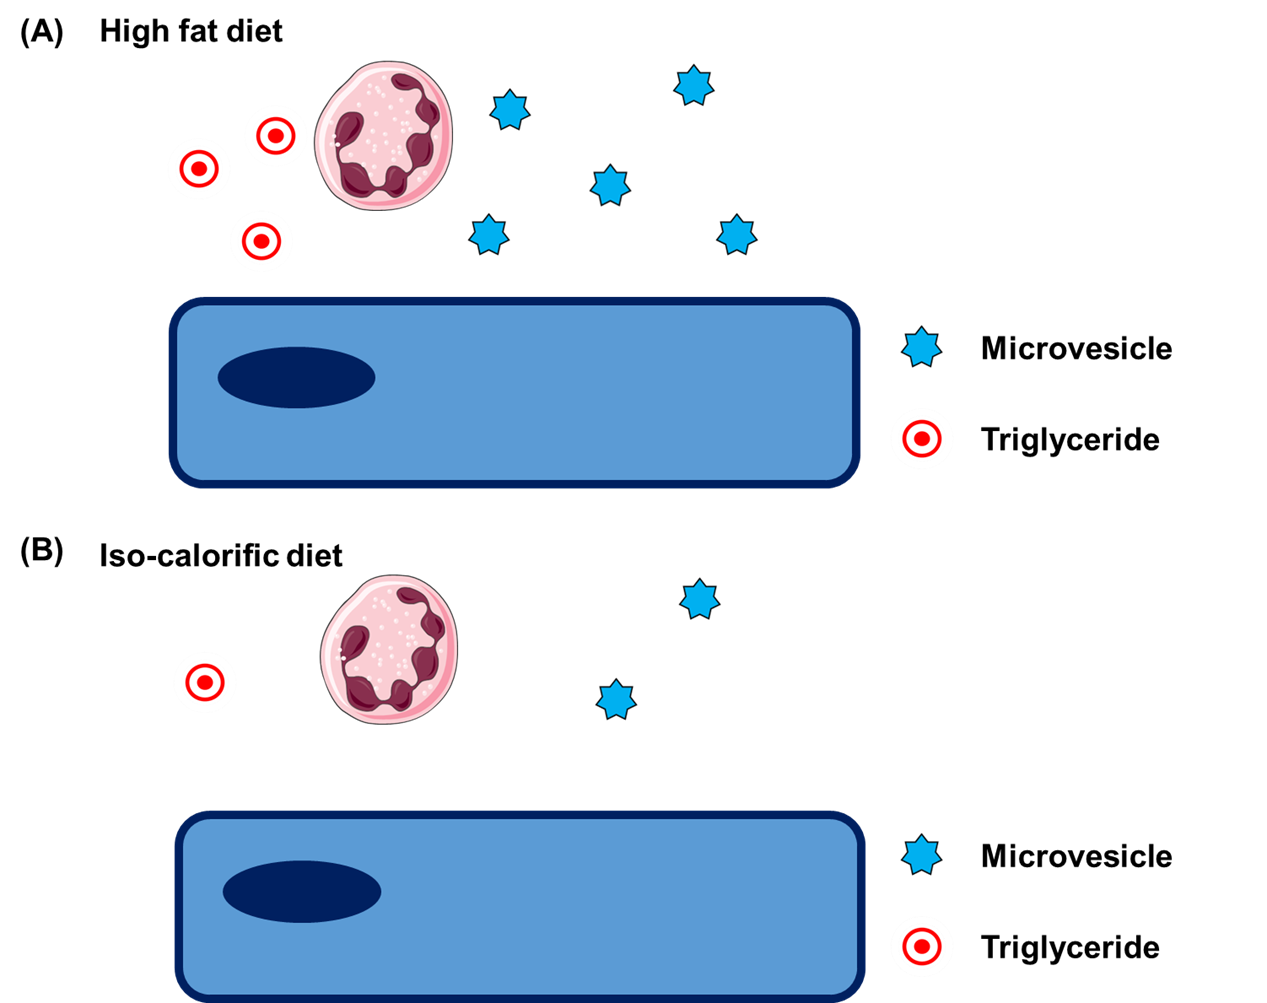 (A) High fat diet
Microvesicle
Triglyceride
(B) Iso-calorific diet
Microvesicle
Triglyceride